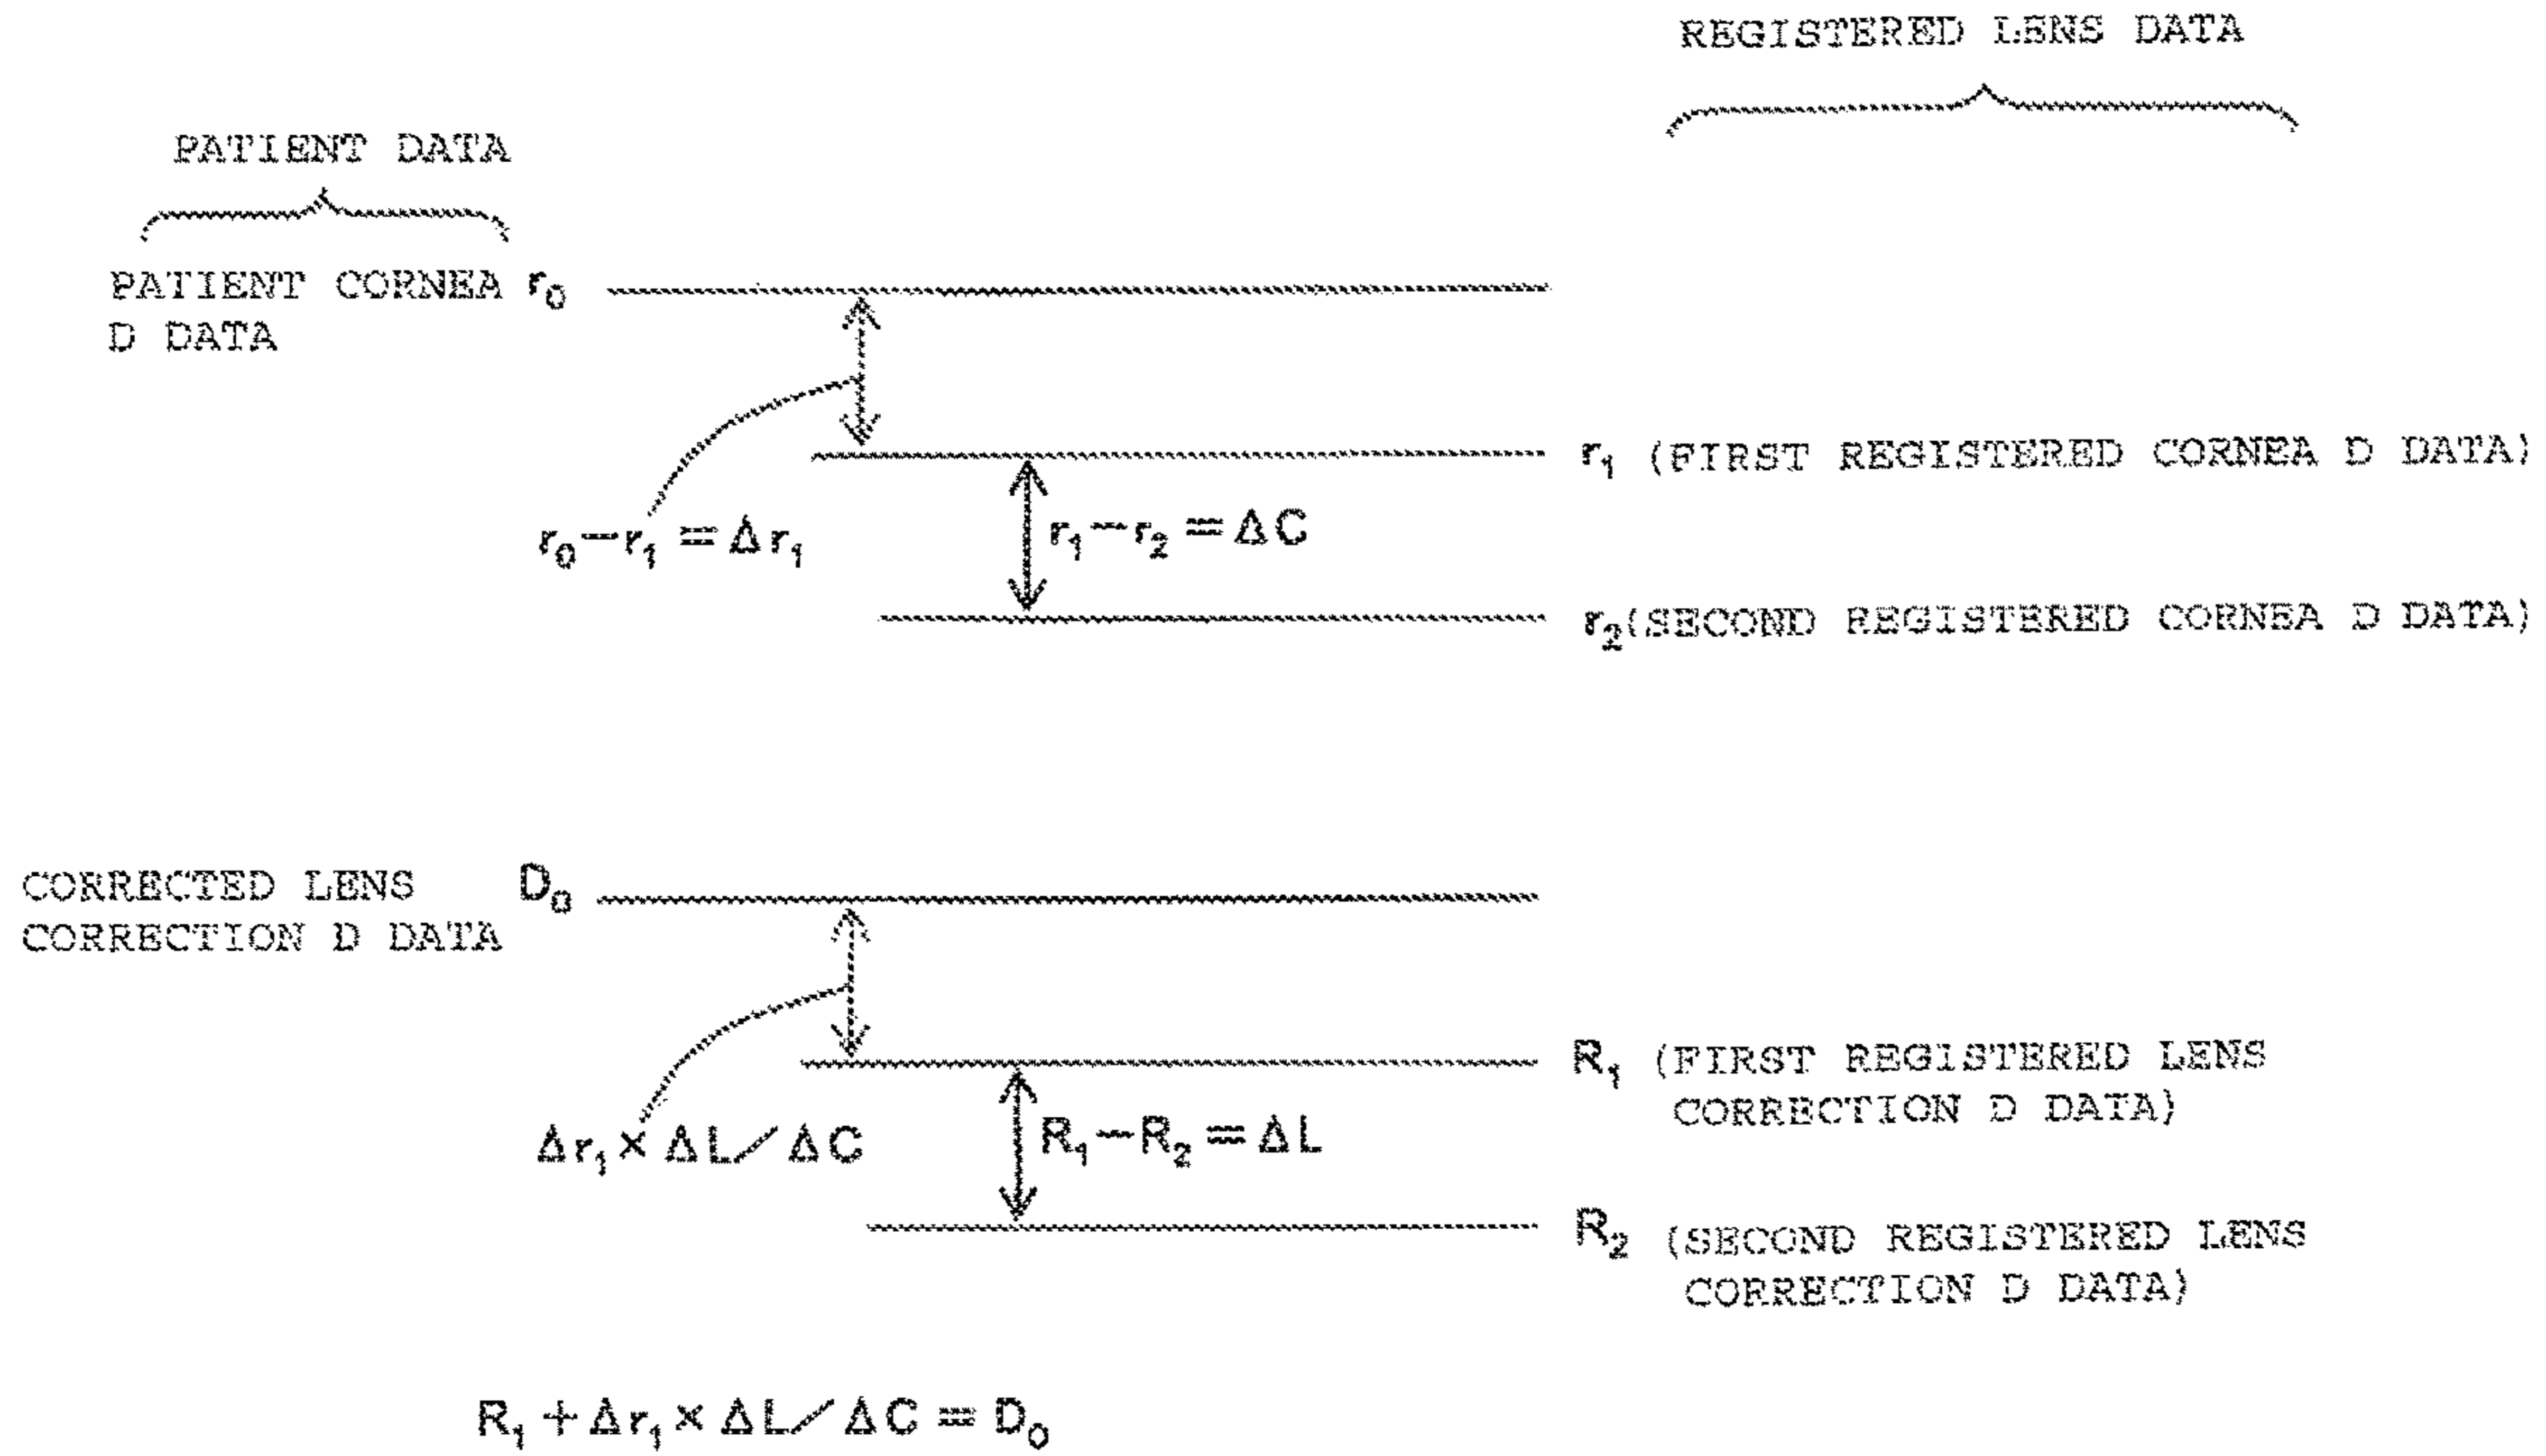 REGISTERED LENS DATA
PATIENT DATA
PATIENT CORNEA r₀
D DATA
r₁ (FIRST REGISTERED CORNEA D DATA)
r₀−r₁=Δr₁
r₁−r₂=ΔC
r₂(SECOND REGISTERED CORNEA D DATA)
CORRECTED LENS D₀
CORRECTION D DATA
R₁ (FIRST REGISTERED LENS
CORRECTION D DATA)
Δr₁×ΔL/ΔC
R₁−R₂=ΔL
R₂ (SECOND REGISTERED LENS
CORRECTION D DATA)
R₁+Δr₁×ΔL/ΔC=D₀